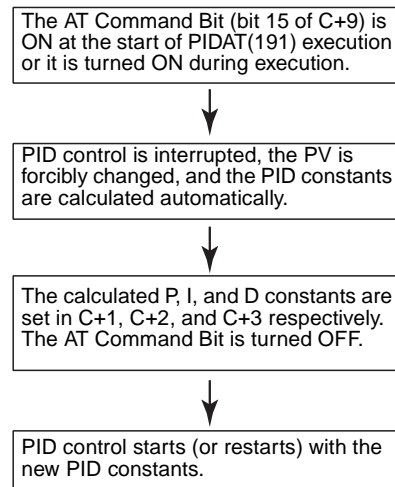 The AT Command Bit (bit 15 of C+9) is
ON at the start of PIDAT(191) execution
or it is turned ON during execution.
PID control is interrupted, the PV is
forcibly changed, and the PID constants
are calculated automatically.
The calculated P, I, and D constants are
set in C+1, C+2, and C+3 respectively.
The AT Command Bit is turned OFF.
PID control starts (or restarts) with the
new PID constants.